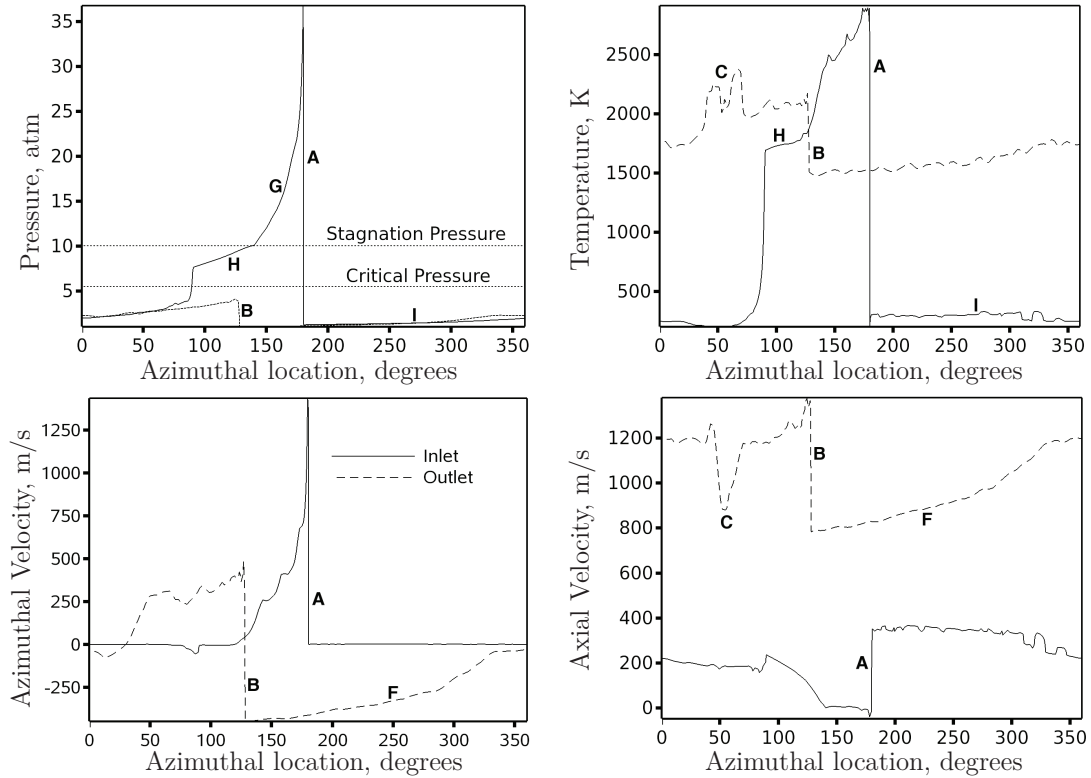 35
30
25
20
15
10
5
Pressure, atm
A
G
H
B
I
Stagnation Pressure
Critical Pressure
0 50 100 150 200 250 300 350
Azimuthal location, degrees
2500
2000
1500
1000
500
Temperature, K
C
A
H
B
I
0 50 100 150 200 250 300 350
Azimuthal location, degrees
1250
1000
750
500
250
0
-250
Azimuthal Velocity, m/s
Inlet
Outlet
A
B
F
0 50 100 150 200 250 300 350
Azimuthal location, degrees
1200
1000
800
600
400
200
0
Axial Velocity, m/s
B
C
F
A
0 50 100 150 200 250 300 350
Azimuthal location, degrees